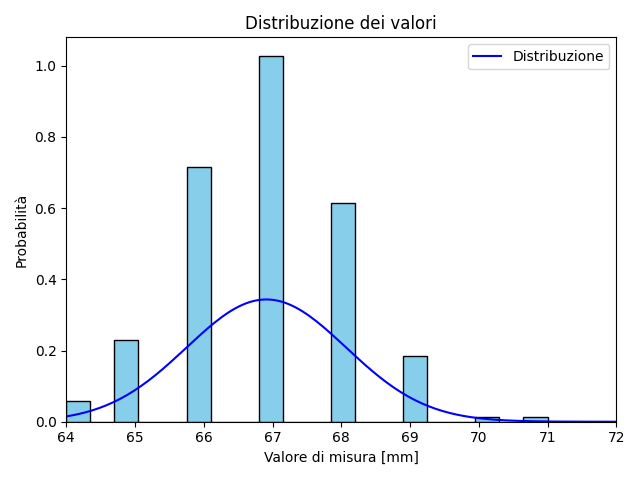 Distribuzione dei valori
Distribuzione
Probabilità
1.0
0.8
0.6
0.4
0.2
0.0
64 65 66 67 68 69 70 71 72
Valore di misura [mm]